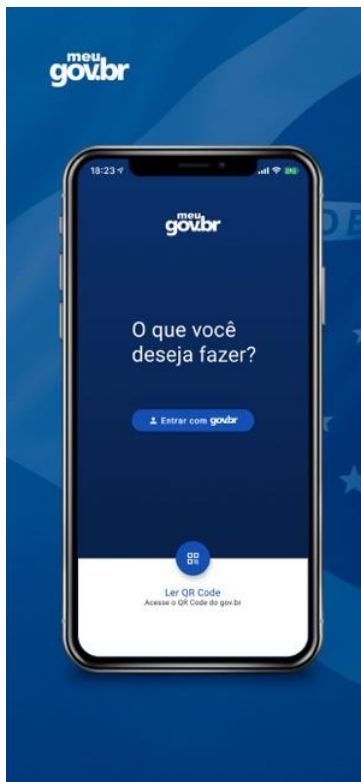 meu
gov.br
18:23
meu
gov.br
O que você
deseja fazer?
Entrar com gov.br
Ler QR Code
Acesse o QR Code do gov.br